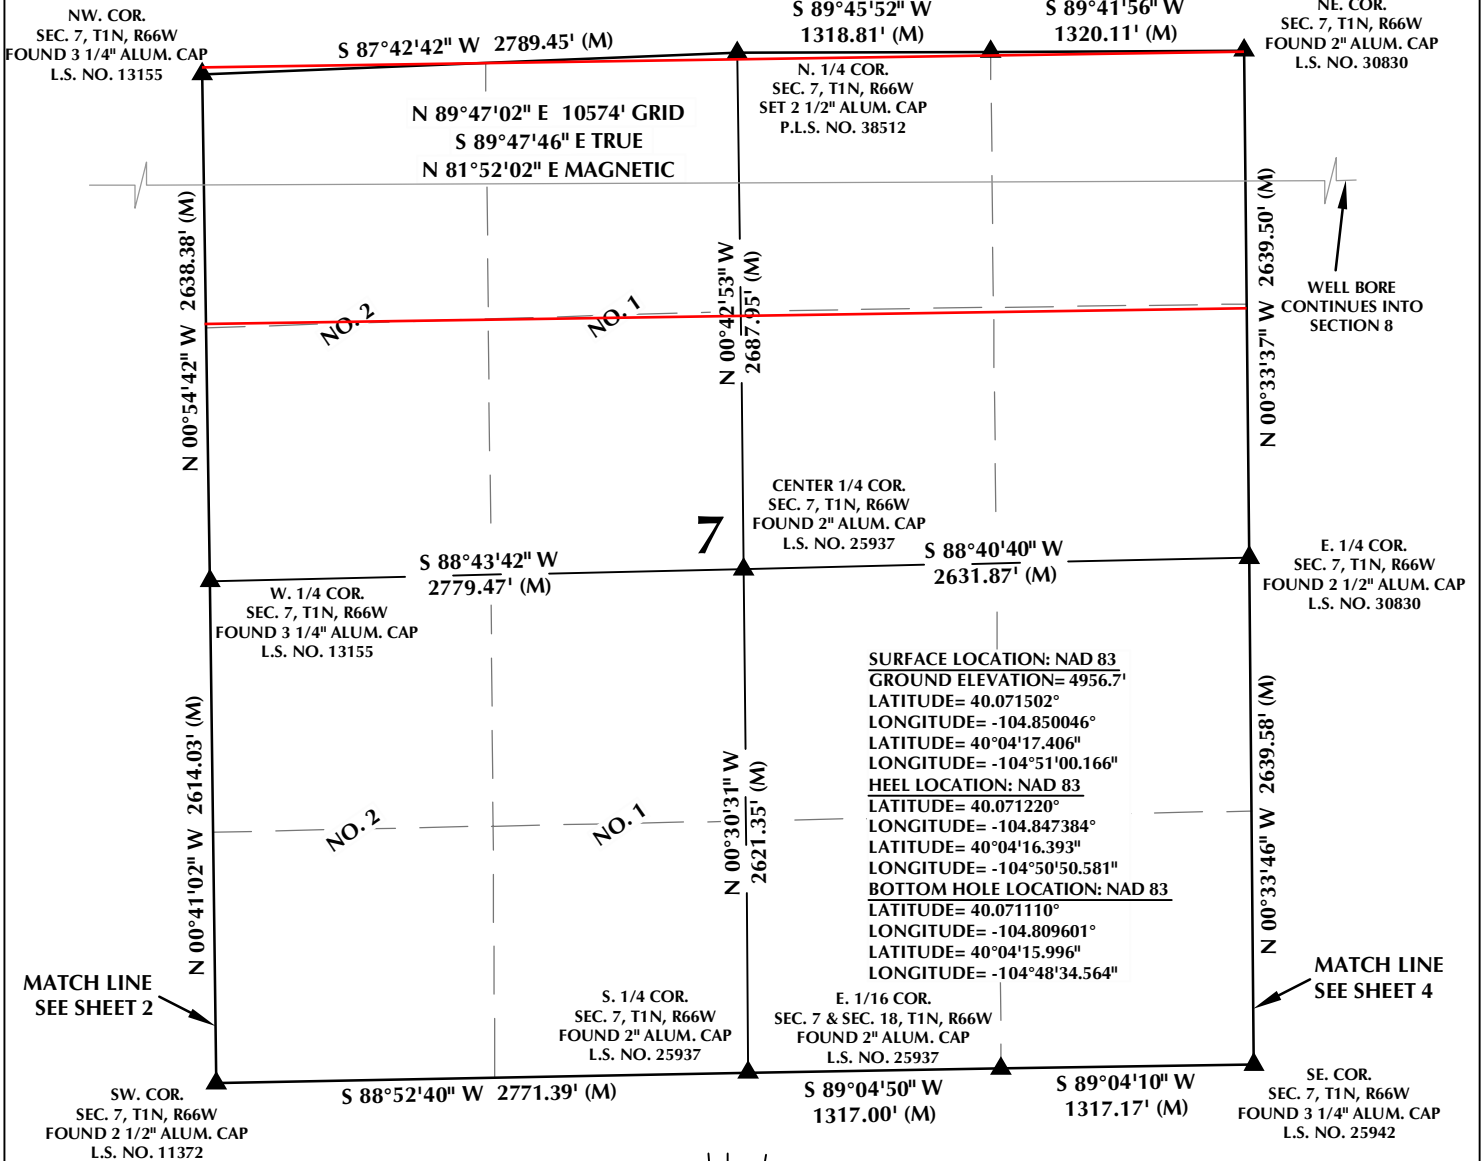 NW. COR.
SEC. 7, T1N, R66W
FOUND 3 1/4" ALUM. CAP
L.S. NO. 13155
S 87°42'42" W 2789.45' (M)
S 89°45'52" W
1318.81' (M)
S 89°41'56" W
1320.11' (M)
NE. COR.
SEC. 7, T1N, R66W
FOUND 2" ALUM. CAP
L.S. NO. 30830
N. 1/4 COR.
SEC. 7, T1N, R66W
SET 2 1/2" ALUM. CAP
P.L.S. NO. 38512
N 89°47'02" E 10574' GRID
S 89°47'46" E TRUE
N 81°52'02" E MAGNETIC
N 00°54'42" W 2638.38' (M)
N 00°42'53" W
2687.95' (M)
N 00°33'37" W 2639.50' (M)
WELL BORE
CONTINUES INTO
SECTION 8
NO. 2
NO. 1
CENTER 1/4 COR.
SEC. 7, T1N, R66W
FOUND 2" ALUM. CAP
L.S. NO. 25937
7
S 88°43'42" W
2779.47' (M)
S 88°40'40" W
2631.87' (M)
W. 1/4 COR.
SEC. 7, T1N, R66W
FOUND 3 1/4" ALUM. CAP
L.S. NO. 13155
E. 1/4 COR.
SEC. 7, T1N, R66W
FOUND 2 1/2" ALUM. CAP
L.S. NO. 30830
SURFACE LOCATION: NAD 83
GROUND ELEVATION= 4956.7'
LATITUDE= 40.071502°
LONGITUDE= -104.850046°
LATITUDE= 40°04'17.406"
LONGITUDE= -104°51'00.166"
HEEL LOCATION: NAD 83
LATITUDE= 40.071220°
LONGITUDE= -104.847384°
LATITUDE= 40°04'16.393"
LONGITUDE= -104°50'50.581"
BOTTOM HOLE LOCATION: NAD 83
LATITUDE= 40.071110°
LONGITUDE= -104.809601°
LATITUDE= 40°04'15.996"
LONGITUDE= -104°48'34.564"
N 00°41'02" W 2614.03' (M)
NO. 2
NO. 1
N 00°30'31" W
2621.35' (M)
N 00°33'46" W 2639.58' (M)
MATCH LINE
SEE SHEET 2
MATCH LINE
SEE SHEET 4
S. 1/4 COR.
SEC. 7, T1N, R66W
FOUND 2" ALUM. CAP
L.S. NO. 25937
E. 1/16 COR.
SEC. 7 & SEC. 18, T1N, R66W
FOUND 2" ALUM. CAP
L.S. NO. 25937
SW. COR.
SEC. 7, T1N, R66W
FOUND 2 1/2" ALUM. CAP
L.S. NO. 11372
S 88°52'40" W 2771.39' (M)
S 89°04'50" W
1317.00' (M)
S 89°04'10" W
1317.17' (M)
SE. COR.
SEC. 7, T1N, R66W
FOUND 3 1/4" ALUM. CAP
L.S. NO. 25942